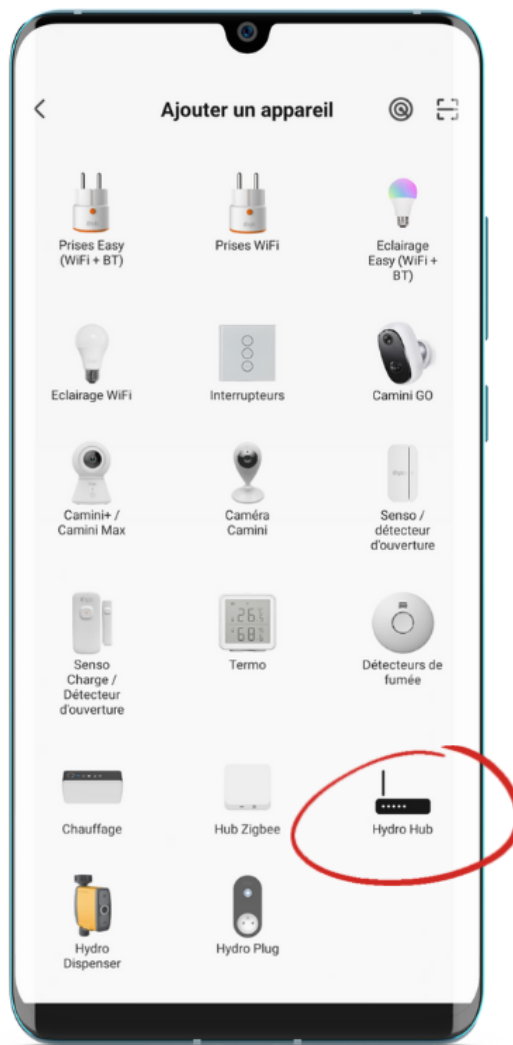 Ajouter un appareil
Prises Easy
(WiFi + BT)
Prises WiFi
Eclairage
Easy (WiFi +
BT)
Eclairage WiFi
Interrupteurs
Camini GO
Camini+ /
Camini Max
Caméra
Camini
Senso /
détecteur
d'ouverture
Senso
Charge /
Détecteur
d'ouverture
Termo
Détecteurs de
fumée
Chauffage
Hub Zigbee
Hydro Hub
Hydro
Dispenser
Hydro Plug